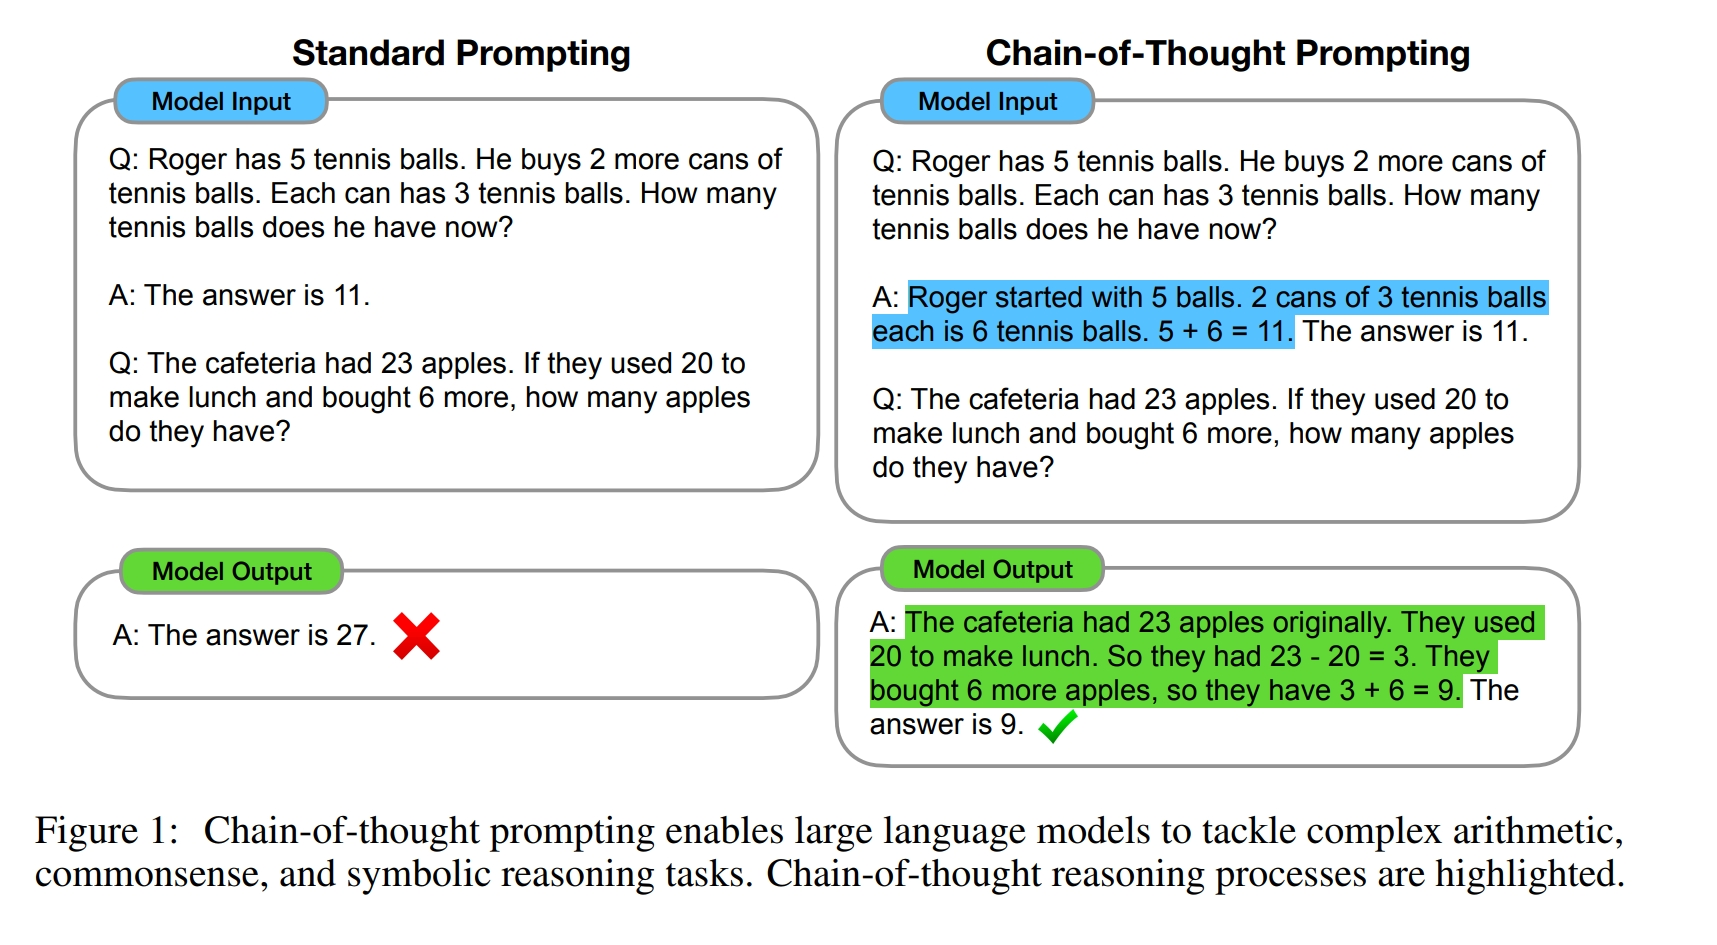 Standard Prompting
Model Input
Q: Roger has 5 tennis balls. He buys 2 more cans of
tennis balls. Each can has 3 tennis balls. How many
tennis balls does he have now?
A: The answer is 11.
Q: The cafeteria had 23 apples. If they used 20 to
make lunch and bought 6 more, how many apples
do they have?
Model Output
A: The answer is 27.
Chain-of-Thought Prompting
Model Input
Q: Roger has 5 tennis balls. He buys 2 more cans of
tennis balls. Each can has 3 tennis balls. How many
tennis balls does he have now?
A: Roger started with 5 balls. 2 cans of 3 tennis balls
each is 6 tennis balls. 5 + 6 = 11. The answer is 11.
Q: The cafeteria had 23 apples. If they used 20 to
make lunch and bought 6 more, how many apples
do they have?
Model Output
A: The cafeteria had 23 apples originally. They used
20 to make lunch. So they had 23 - 20 = 3. They
bought 6 more apples, so they have 3 + 6 = 9. The
answer is 9.
Figure 1: Chain-of-thought prompting enables large language models to tackle complex arithmetic,
commonsense, and symbolic reasoning tasks. Chain-of-thought reasoning processes are highlighted.